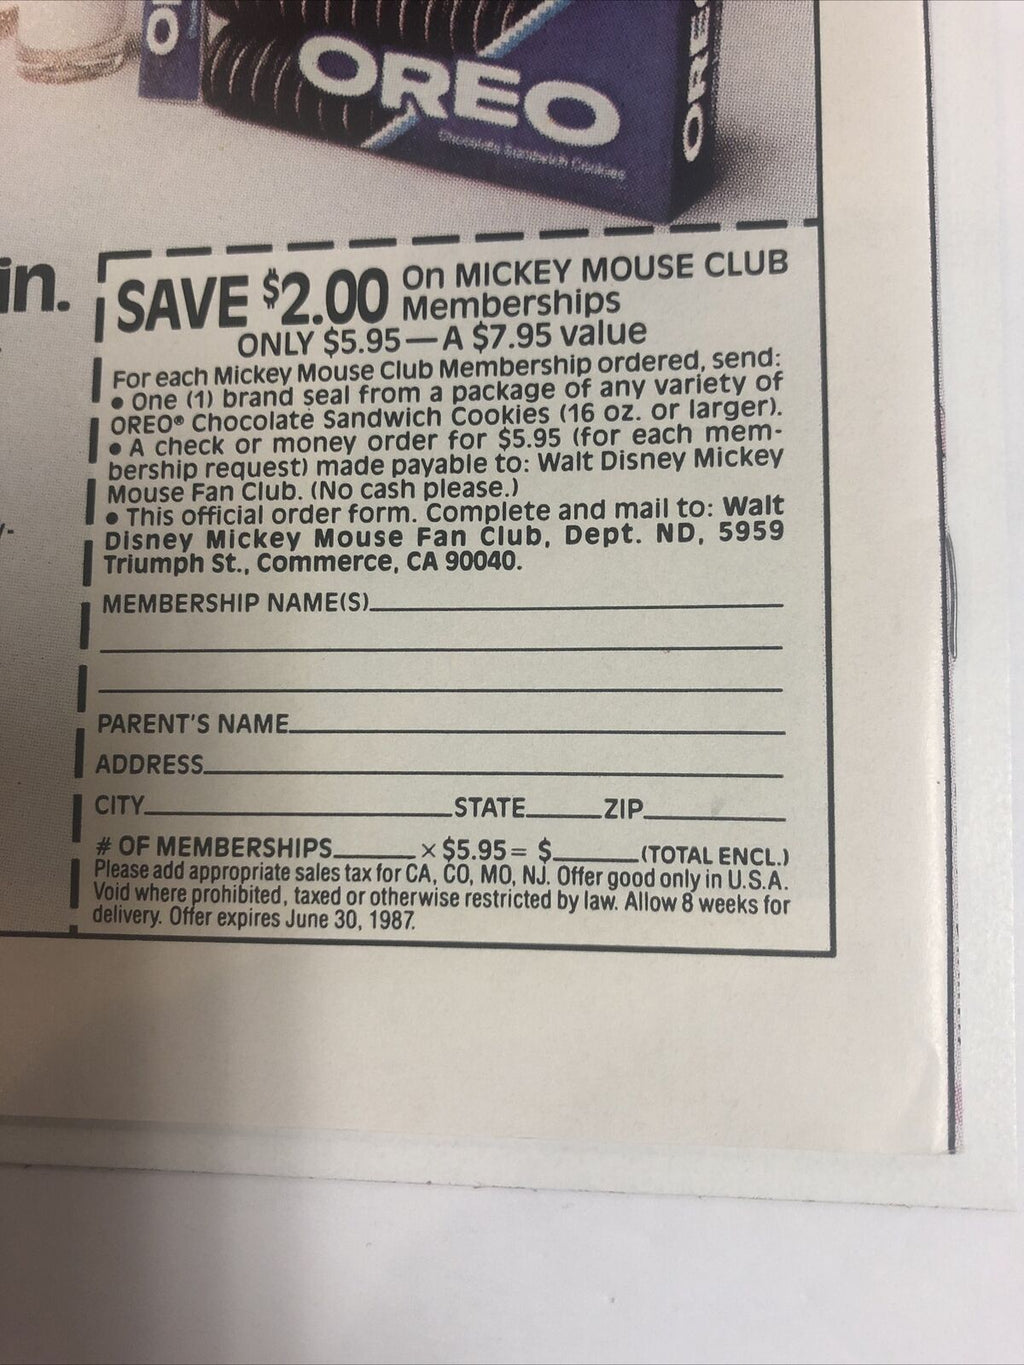 OREO
OREO
Chocolate Sandwich Cookies
in.
SAVE $2.00 On MICKEY MOUSE CLUB
Memberships
ONLY $5.95—A $7.95 value
For each Mickey Mouse Club Membership ordered, send:
• One (1) brand seal from a package of any variety of
OREO® Chocolate Sandwich Cookies (16 oz. or larger).
• A check or money order for $5.95 (for each mem-
bership request) made payable to: Walt Disney Mickey
Mouse Fan Club. (No cash please.)
• This official order form. Complete and mail to: Walt
Disney Mickey Mouse Fan Club, Dept. ND, 5959
Triumph St., Commerce, CA 90040.
MEMBERSHIP NAME(S)
PARENT'S NAME
ADDRESS
CITY STATE ZIP
# OF MEMBERSHIPS × $5.95 = $ (TOTAL ENCL.)
Please add appropriate sales tax for CA, CO, MO, NJ. Offer good only in U.S.A.
Void where prohibited, taxed or otherwise restricted by law. Allow 8 weeks for
delivery. Offer expires June 30, 1987.